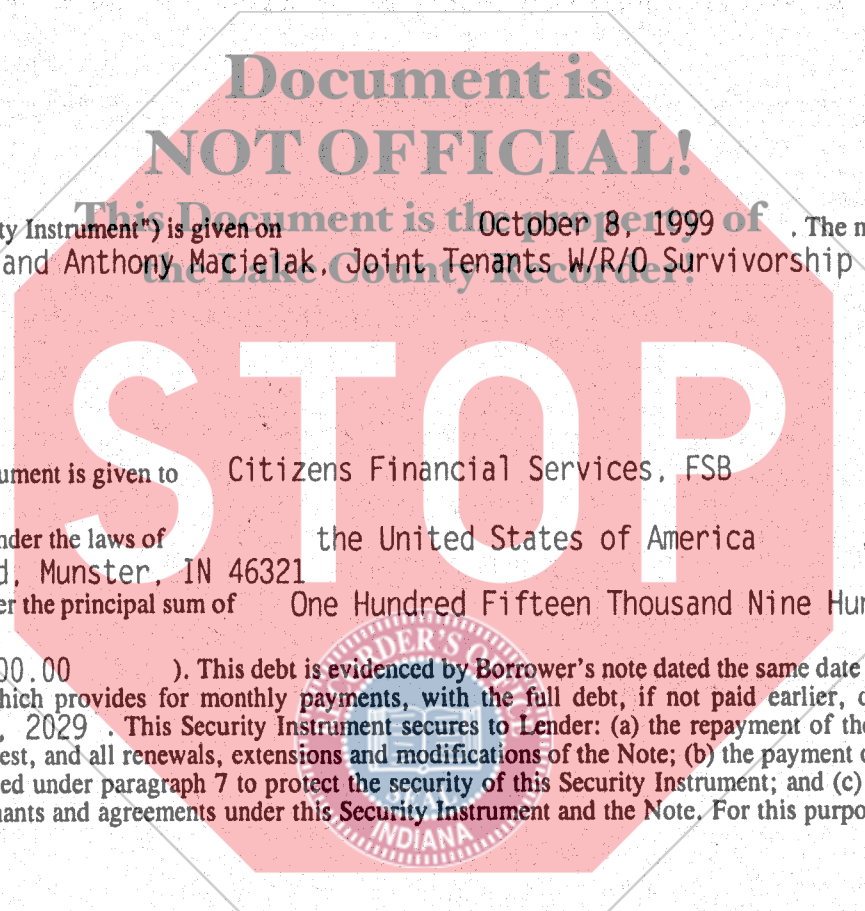 Document is
NOT OFFICIAL!
This Document is the property of
the Lake County Recorder!
ty Instrument") is given on October 8, 1999 . The m
and Anthony Macielak, Joint Tenants W/R/O Survivorship
STOP
ument is given to Citizens Financial Services, FSB
nder the laws of the United States of America
d, Munster, IN 46321
er the principal sum of One Hundred Fifteen Thousand Nine Hur
00.00 ). This debt is evidenced by Borrower's note dated the same date
hich provides for monthly payments, with the full debt, if not paid earlier,
, 2029 . This Security Instrument secures to Lender: (a) the repayment of the
est, and all renewals, extensions and modifications of the Note; (b) the payment
ed under paragraph 7 to protect the security of this Security Instrument; and (c)
nants and agreements under this Security Instrument and the Note. For this purpo
RECORDER'S OFFICE
SEAL
INDIANA